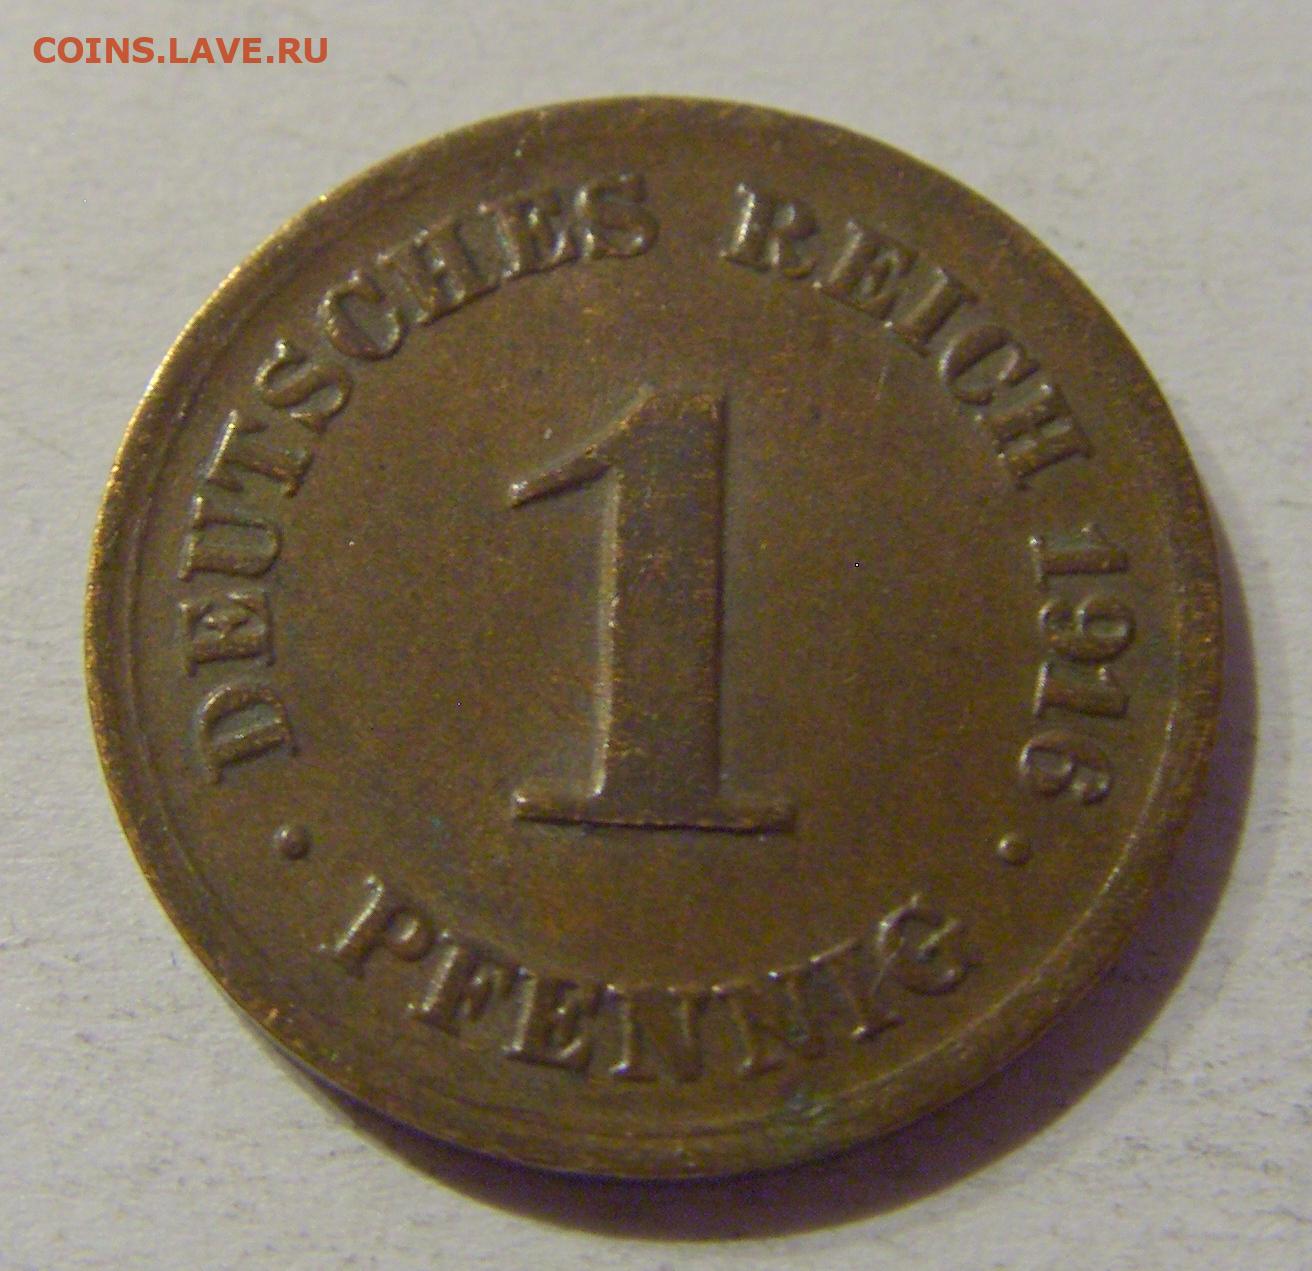 COINS.LAVE.RU
DEUTSCHES REICH 1916
1
• PFENNIG •